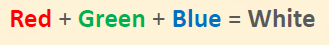 Red + Green + Blue = White